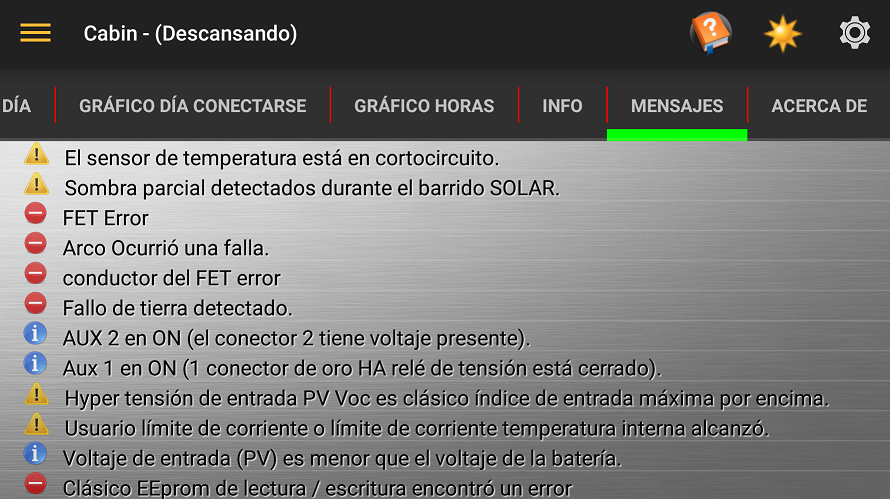 Cabin - (Descansando)
DÍA GRÁFICO DÍA CONECTARSE GRÁFICO HORAS INFO MENSAJES ACERCA DE
El sensor de temperatura está en cortocircuito.
Sombra parcial detectados durante el barrido SOLAR.
FET Error
Arco Ocurrió una falla.
conductor del FET error
Fallo de tierra detectado.
AUX 2 en ON (el conector 2 tiene voltaje presente).
Aux 1 en ON (1 conector de oro HA relé de tensión está cerrado).
Hyper tensión de entrada PV Voc es clásico índice de entrada máxima por encima.
Usuario límite de corriente o límite de corriente temperatura interna alcanzó.
Voltaje de entrada (PV) es menor que el voltaje de la batería.
Clásico EEprom de lectura / escritura encontró un error